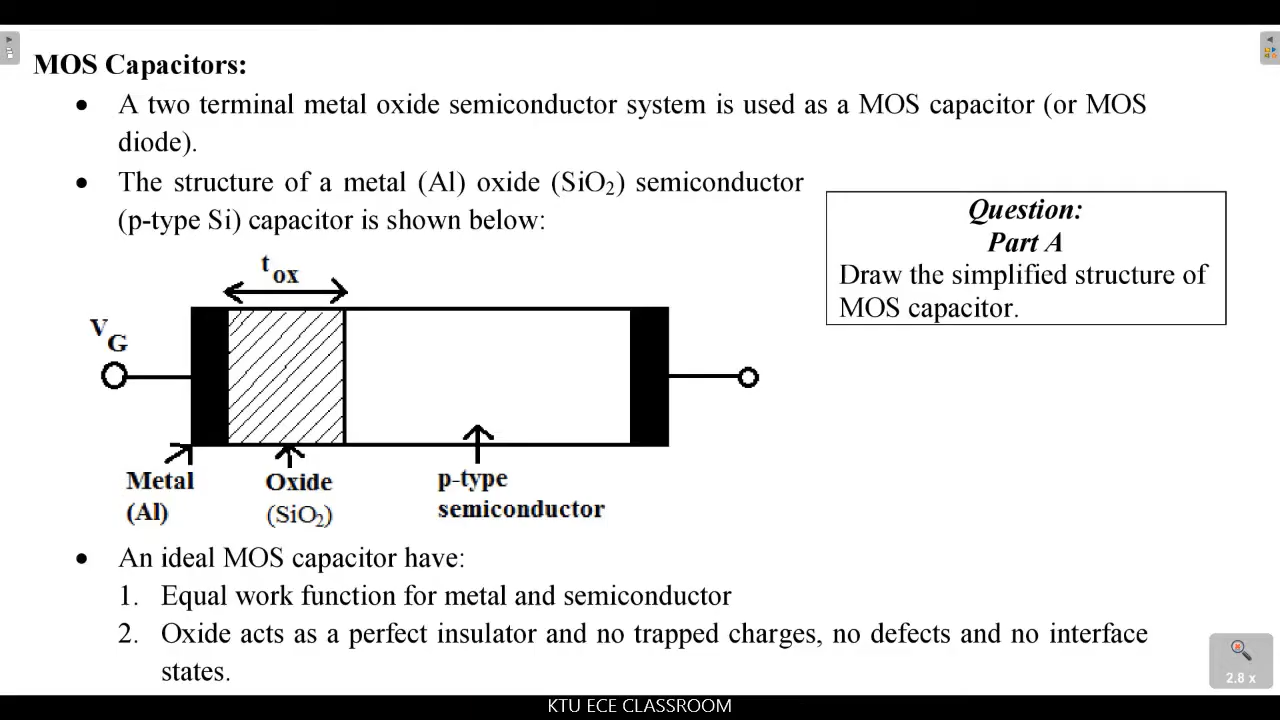 MOS Capacitors:
• A two terminal metal oxide semiconductor system is used as a MOS capacitor (or MOS
diode).
• The structure of a metal (Al) oxide (SiO₂) semiconductor
(p-type Si) capacitor is shown below:
Question:
Part A
Draw the simplified structure of
MOS capacitor.
t ox
V G
Metal
(Al)
Oxide
(SiO₂)
p-type
semiconductor
• An ideal MOS capacitor have:
1. Equal work function for metal and semiconductor
2. Oxide acts as a perfect insulator and no trapped charges, no defects and no interface
states.
2.8 x
KTU ECE CLASSROOM